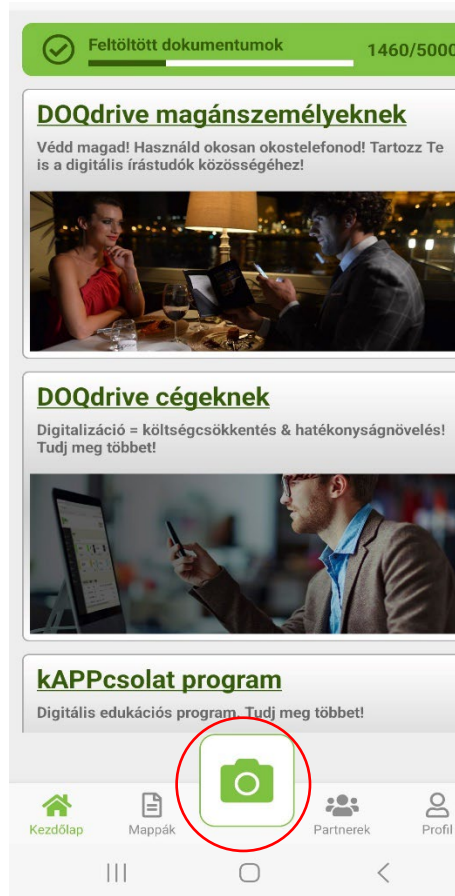 Feltöltött dokumentumok
1460/5000
DOQdrive magánszemélyeknek
Védd magad! Használd okosan okostelefonod! Tartozz Te
is a digitális írástudók közösségéhez!
DOQdrive cégeknek
Digitalizáció = költségcsökkentés & hatékonyságnövelés!
Tudj meg többet!
kAPPcsolat program
Digitális edukációs program. Tudj meg többet!
Kezdőlap
Mappák
Partnerek
Profil